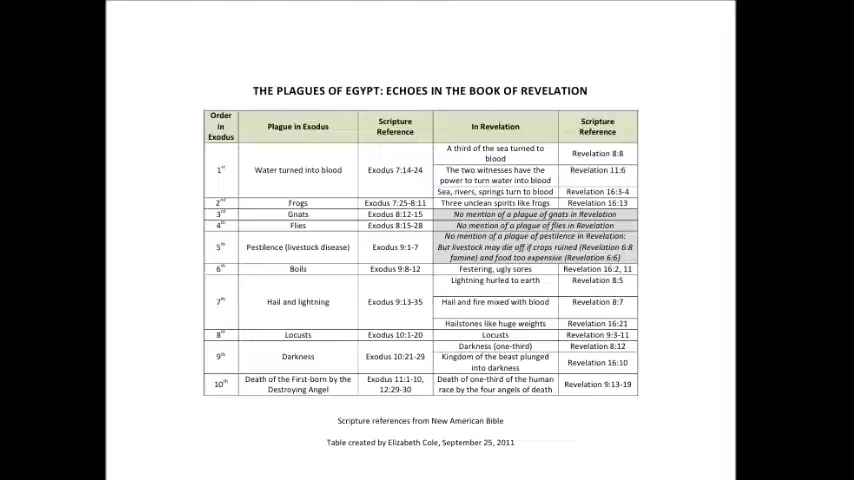 THE PLAGUES OF EGYPT: ECHOES IN THE BOOK OF REVELATION
Order in Exodus | Plague in Exodus | Scripture Reference | In Revelation | Scripture Reference
1st | Water turned into blood | Exodus 7:14-24 | A third of the sea turned to blood | Revelation 8:8
The two witnesses have the power to turn water into blood | Revelation 11:6
Sea, rivers, springs turn to blood | Revelation 16:3-4
2nd | Frogs | Exodus 7:25-8:11 | Three unclean spirits like frogs | Revelation 16:13
3rd | Gnats | Exodus 8:12-15 | No mention of a plague of gnats in Revelation
4th | Flies | Exodus 8:15-28 | No mention of a plague of flies in Revelation
5th | Pestilence (livestock disease) | Exodus 9:1-7 | No mention of a plague of pestilence in Revelation: But livestock may die off if crops ruined (Revelation 6:8 famine) and food too expensive (Revelation 6:6)
6th | Boils | Exodus 9:8-12 | Festering, ugly sores | Revelation 16:2, 11
7th | Hail and lightning | Exodus 9:13-35 | Lightning hurled to earth | Revelation 8:5
Hail and fire mixed with blood | Revelation 8:7
Hailstones like huge weights | Revelation 16:21
8th | Locusts | Exodus 10:1-20 | Locusts | Revelation 9:3-11
9th | Darkness | Exodus 10:21-29 | Darkness (one-third) | Revelation 8:12
Kingdom of the beast plunged into darkness | Revelation 16:10
10th | Death of the First-born by the Destroying Angel | Exodus 11:1-10, 12:29-30 | Death of one-third of the human race by the four angels of death | Revelation 9:13-19
Scripture references from New American Bible
Table created by Elizabeth Cole, September 25, 2011